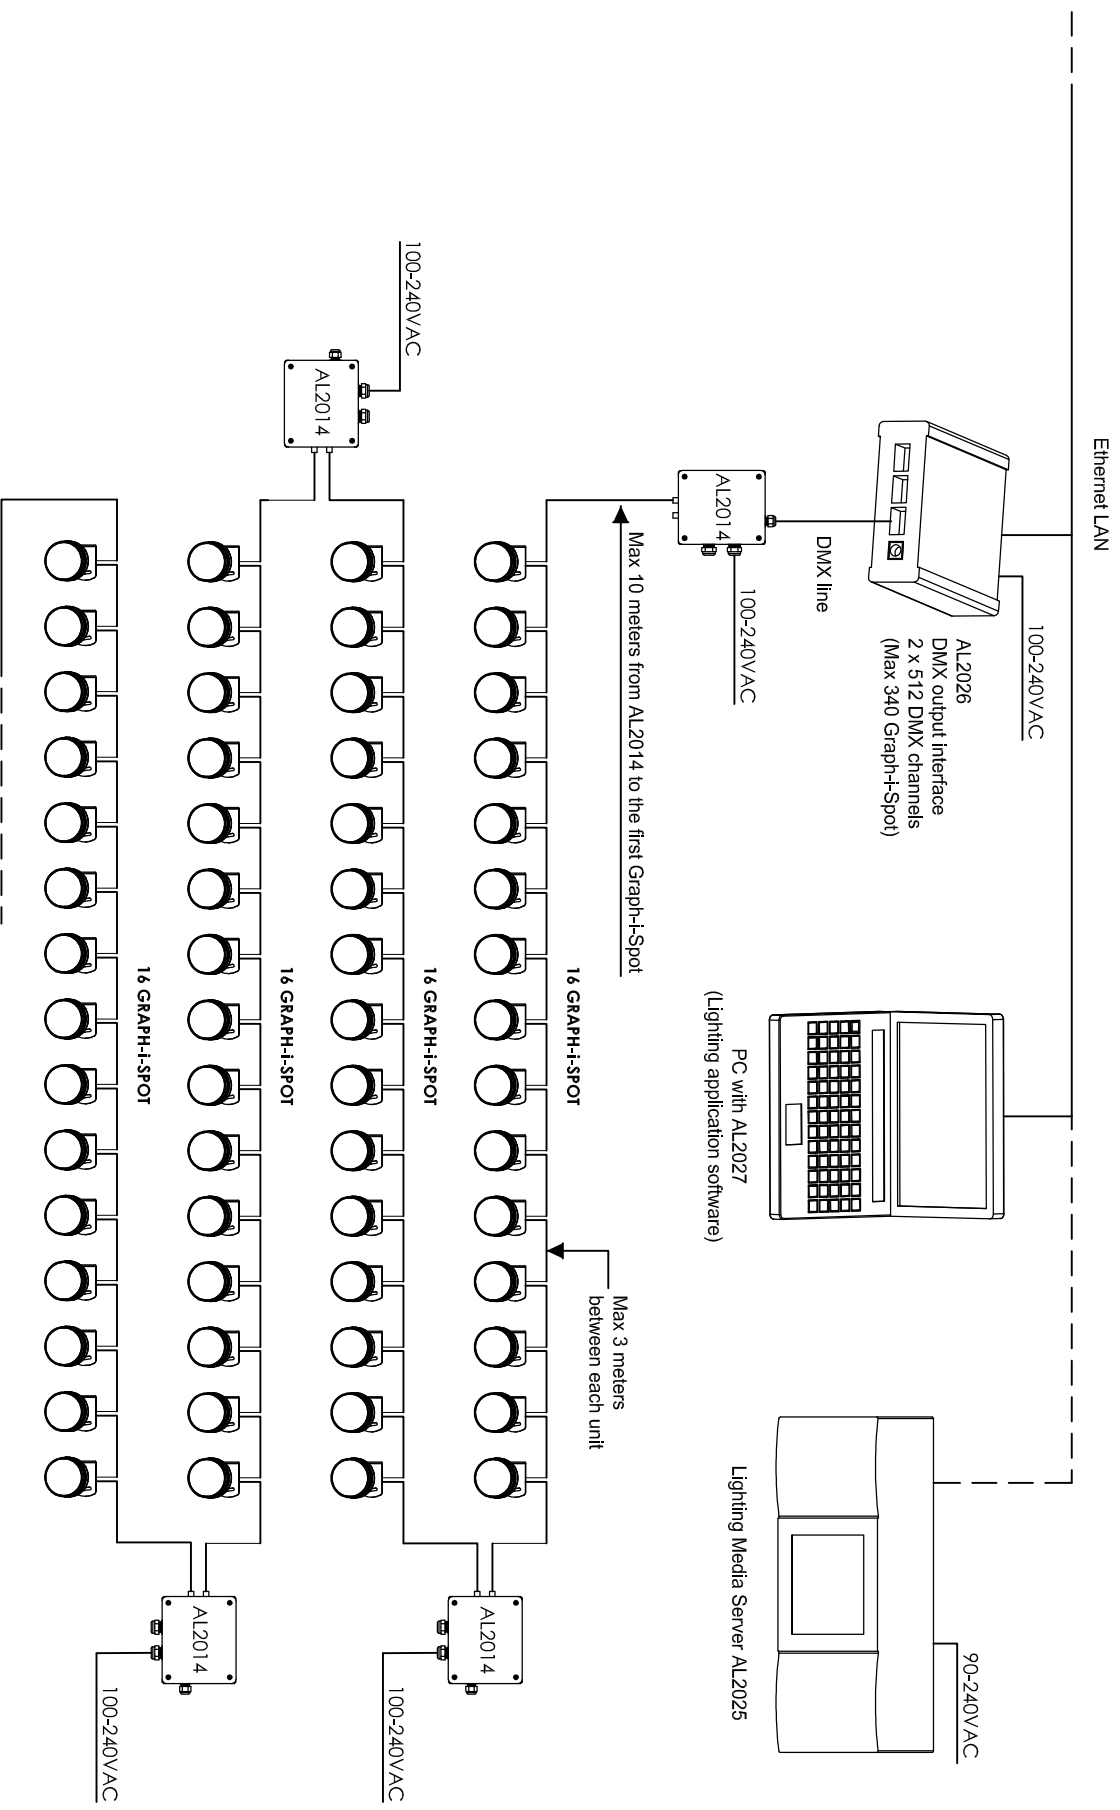 Ethernet LAN
100-240VAC
AL2026
DMX output interface
2 x 512 DMX channels
(Max 340 Graph-i-Spot)
90-240VAC
Lighting Media Server AL2025
PC with AL2027
(Lighting application software)
DMX line
AL2014
100-240VAC
Max 10 meters from AL2014 to the first Graph-i-Spot
Max 3 meters
between each unit
16 GRAPH-i-SPOT
AL2014
100-240VAC
16 GRAPH-i-SPOT
100-240VAC
AL2014
16 GRAPH-i-SPOT
AL2014
100-240VAC
16 GRAPH-i-SPOT